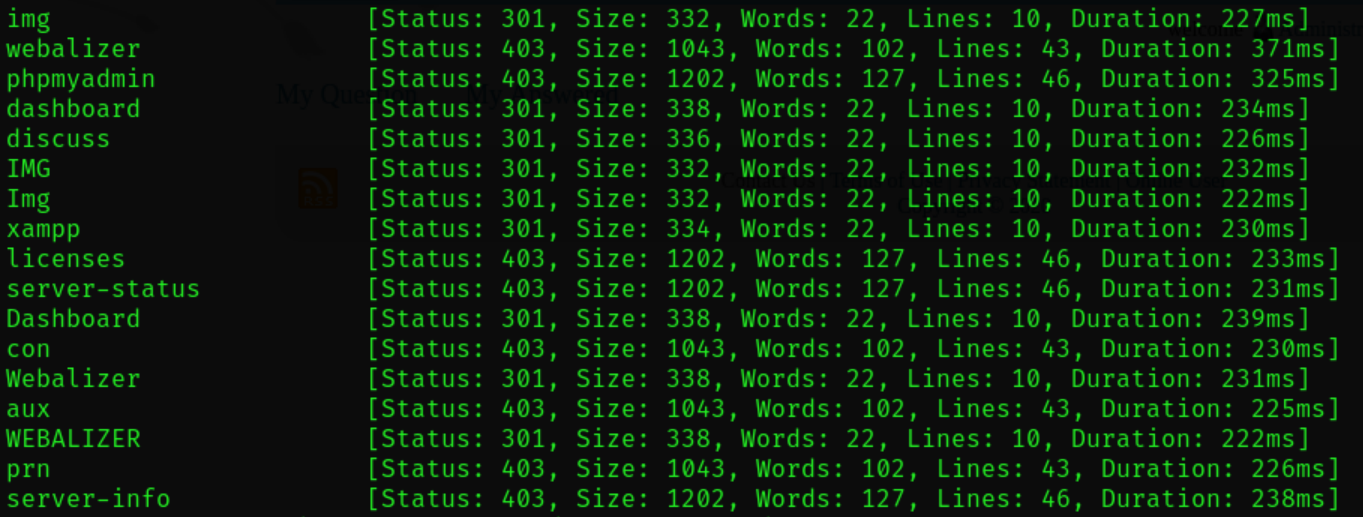 img [Status: 301, Size: 332, Words: 22, Lines: 10, Duration: 227ms]
webalizer [Status: 403, Size: 1043, Words: 102, Lines: 43, Duration: 371ms]
phpmyadmin [Status: 403, Size: 1202, Words: 127, Lines: 46, Duration: 325ms]
dashboard [Status: 301, Size: 338, Words: 22, Lines: 10, Duration: 234ms]
discuss [Status: 301, Size: 336, Words: 22, Lines: 10, Duration: 226ms]
IMG [Status: 301, Size: 332, Words: 22, Lines: 10, Duration: 232ms]
Img [Status: 301, Size: 332, Words: 22, Lines: 10, Duration: 222ms]
xampp [Status: 301, Size: 334, Words: 22, Lines: 10, Duration: 230ms]
licenses [Status: 403, Size: 1202, Words: 127, Lines: 46, Duration: 233ms]
server-status [Status: 403, Size: 1202, Words: 127, Lines: 46, Duration: 231ms]
Dashboard [Status: 301, Size: 338, Words: 22, Lines: 10, Duration: 239ms]
con [Status: 403, Size: 1043, Words: 102, Lines: 43, Duration: 230ms]
Webalizer [Status: 301, Size: 338, Words: 22, Lines: 10, Duration: 231ms]
aux [Status: 403, Size: 1043, Words: 102, Lines: 43, Duration: 225ms]
WEBALIZER [Status: 301, Size: 338, Words: 22, Lines: 10, Duration: 222ms]
prn [Status: 403, Size: 1043, Words: 102, Lines: 43, Duration: 226ms]
server-info [Status: 403, Size: 1202, Words: 127, Lines: 46, Duration: 238ms]